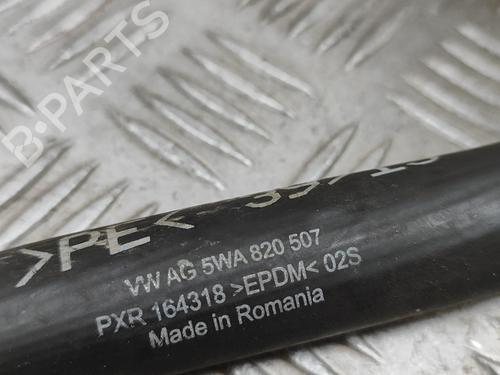 B-PARTS
>PE<
VW AG 5WA 820 507
PXR 164318 >EPDM< 02S
Made in Romania